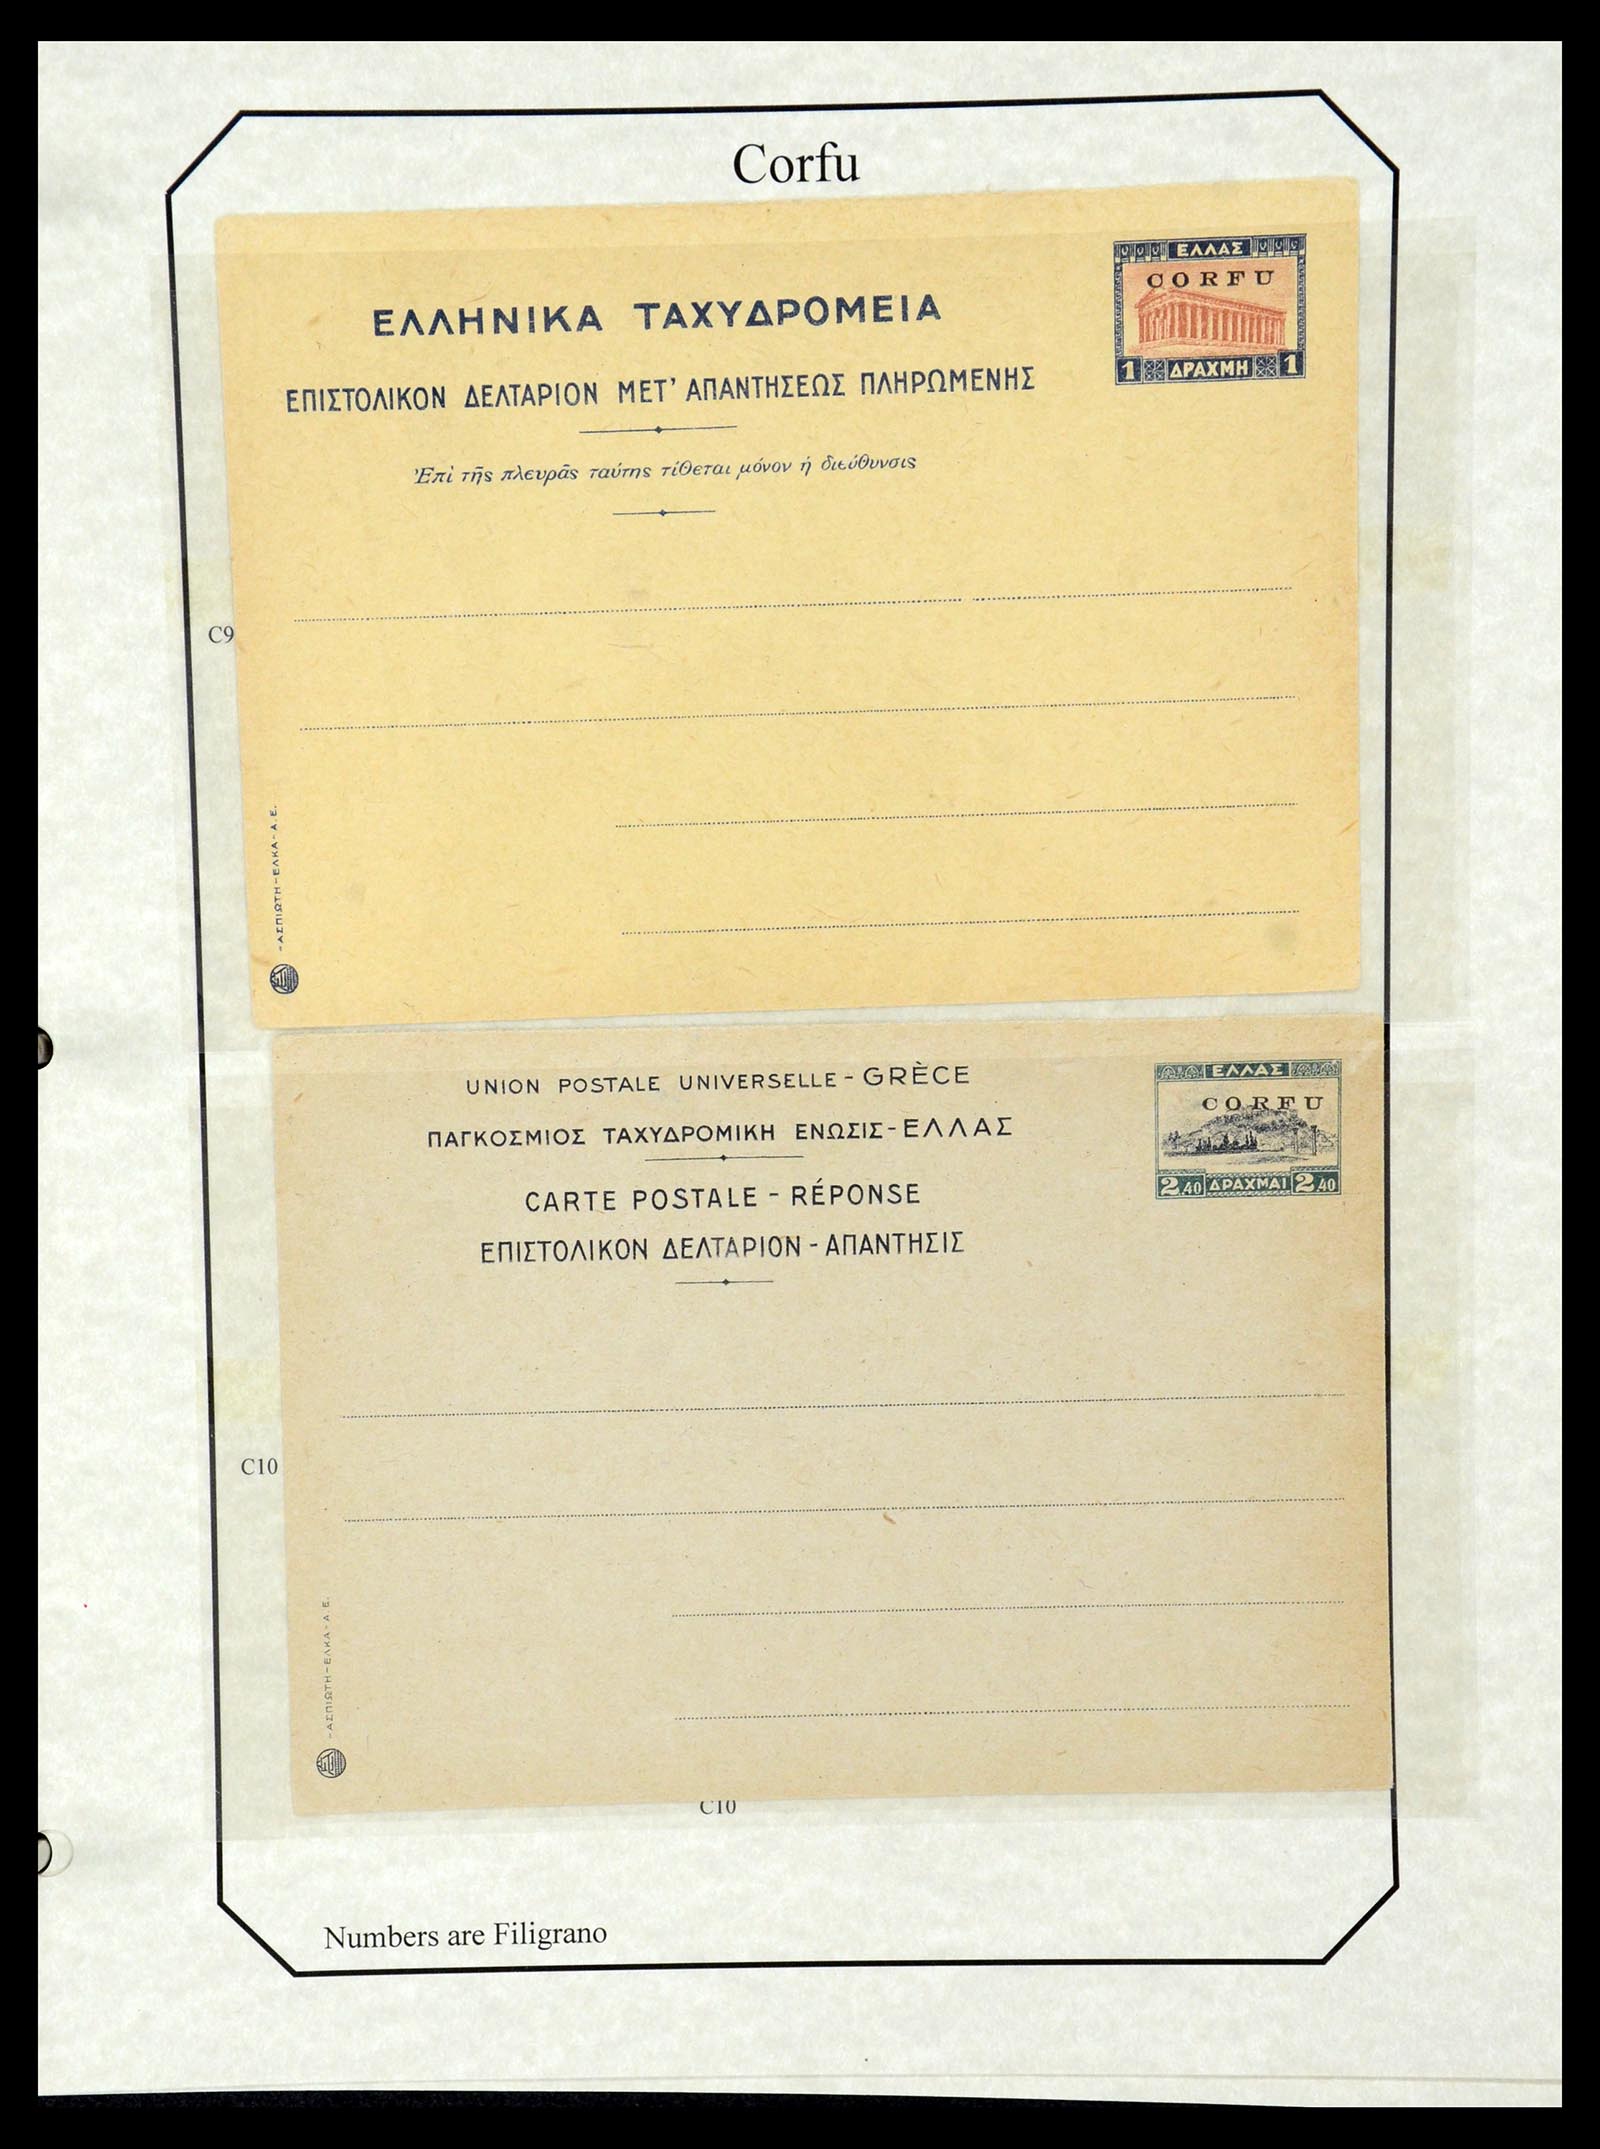 Corfu
ΕΛΛΑΣ
CORFU
1 ΔΡΑΧΜΗ 1
ΕΛΛΗΝΙΚΑ ΤΑΧΥΔΡΟΜΕΙΑ
ΕΠΙΣΤΟΛΙΚΟΝ ΔΕΛΤΑΡΙΟΝ ΜΕΤ' ΑΠΑΝΤΗΣΕΩΣ ΠΛΗΡΩΜΕΝΗΣ
Ἐπὶ τῆς πλευρᾶς ταύτης τίθεται μόνον ἡ διεύθυνσις
C9
-ΑΣΠΙΩΤΗ-ΕΛΚΑ-Α.Ε.
UNION POSTALE UNIVERSELLE - GRÈCE
ΠΑΓΚΟΣΜΙΟΣ ΤΑΧΥΔΡΟΜΙΚΗ ΕΝΩΣΙΣ - ΕΛΛΑΣ
ΕΛΛΑΣ
CORFU
2,40 ΔΡΑΧΜΑΙ 2,40
CARTE POSTALE - RÉPONSE
ΕΠΙΣΤΟΛΙΚΟΝ ΔΕΛΤΑΡΙΟΝ - ΑΠΑΝΤΗΣΙΣ
C10
-ΑΣΠΙΩΤΗ-ΕΛΚΑ-Α.Ε.
C10
Numbers are Filigrano